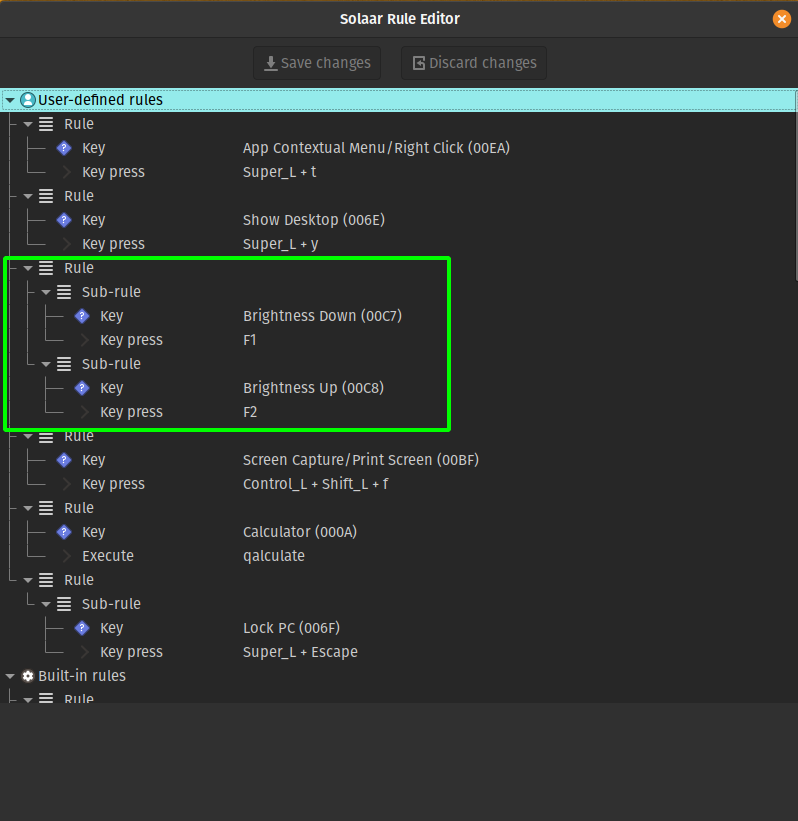 Solaar Rule Editor
Save changes Discard changes
User-defined rules
Rule
Key App Contextual Menu/Right Click (00EA)
Key press Super_L + t
Rule
Key Show Desktop (006E)
Key press Super_L + y
Rule
Sub-rule
Key Brightness Down (00C7)
Key press F1
Sub-rule
Key Brightness Up (00C8)
Key press F2
Rule
Key Screen Capture/Print Screen (00BF)
Key press Control_L + Shift_L + f
Rule
Key Calculator (000A)
Execute qalculate
Rule
Sub-rule
Key Lock PC (006F)
Key press Super_L + Escape
Built-in rules
Rule